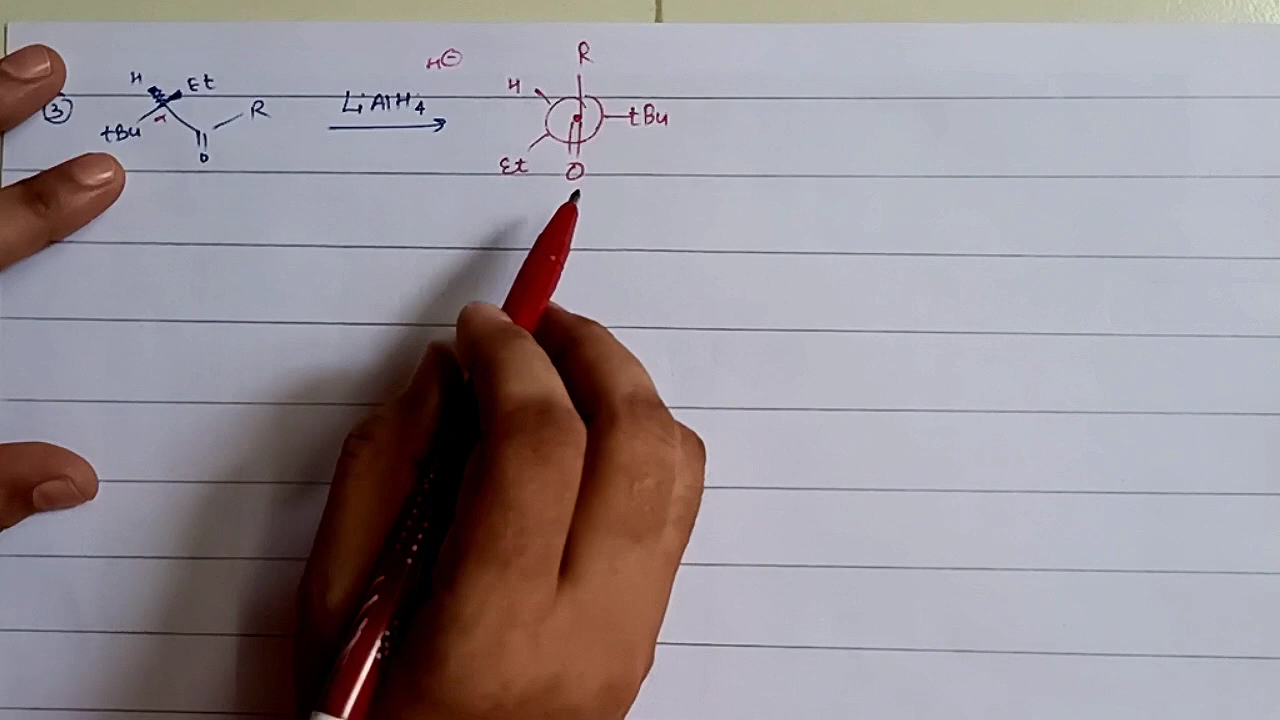 ③ H Et tBu α O R LiAlH4 H⊖
R H tBu Et O